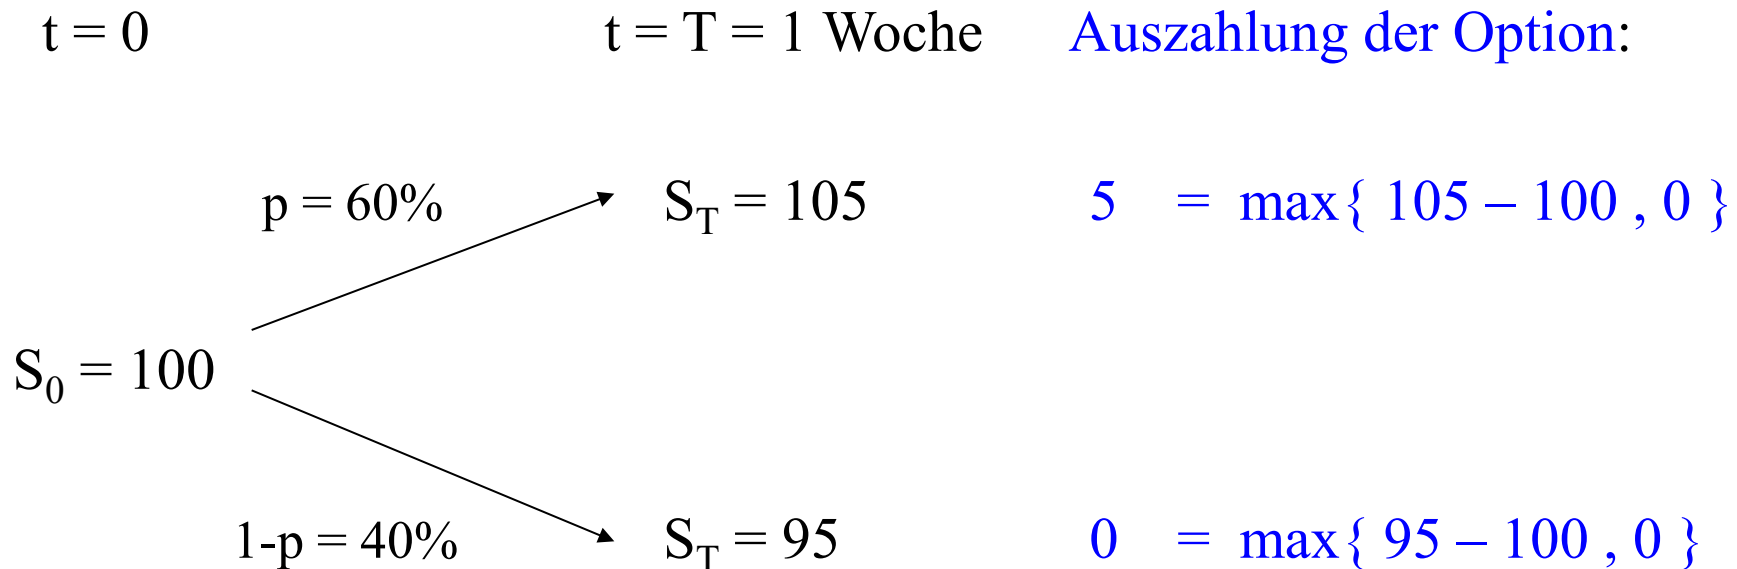 t = 0 t = T = 1 Woche Auszahlung der Option:
p = 60% S_T = 105 5 = max{ 105 – 100 , 0 }
S_0 = 100
1-p = 40% S_T = 95 0 = max{ 95 – 100 , 0 }